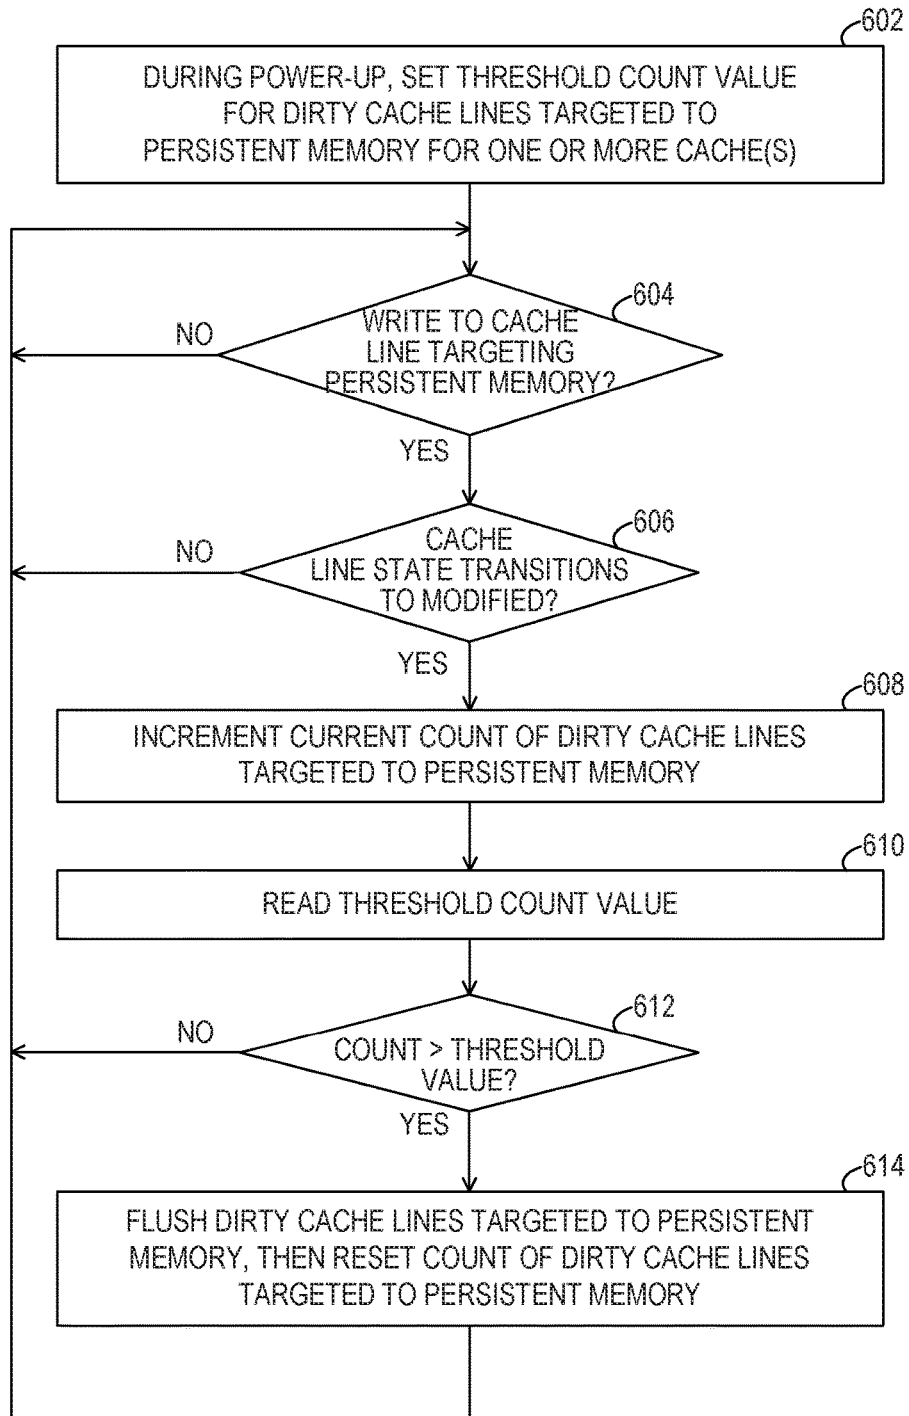 602
DURING POWER-UP, SET THRESHOLD COUNT VALUE
FOR DIRTY CACHE LINES TARGETED TO
PERSISTENT MEMORY FOR ONE OR MORE CACHE(S)
604
NO
WRITE TO CACHE
LINE TARGETING
PERSISTENT MEMORY?
YES
606
NO
CACHE
LINE STATE TRANSITIONS
TO MODIFIED?
YES
608
INCREMENT CURRENT COUNT OF DIRTY CACHE LINES
TARGETED TO PERSISTENT MEMORY
610
READ THRESHOLD COUNT VALUE
612
NO
COUNT > THRESHOLD
VALUE?
YES
614
FLUSH DIRTY CACHE LINES TARGETED TO PERSISTENT
MEMORY, THEN RESET COUNT OF DIRTY CACHE LINES
TARGETED TO PERSISTENT MEMORY